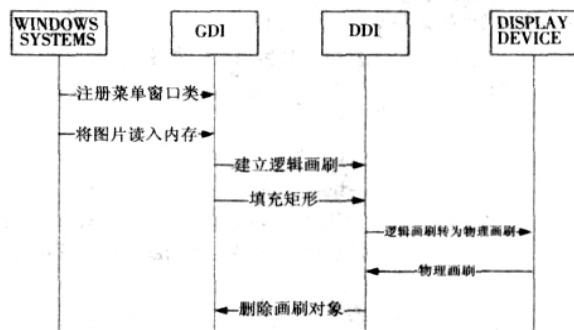 WINDOWS
SYSTEMS
GDI
DDI
DISPLAY
DEVICE
注册菜单窗口类
将图片读入内存
建立逻辑画刷
填充矩形
逻辑画刷转为物理画刷
物理画刷
删除画刷对象